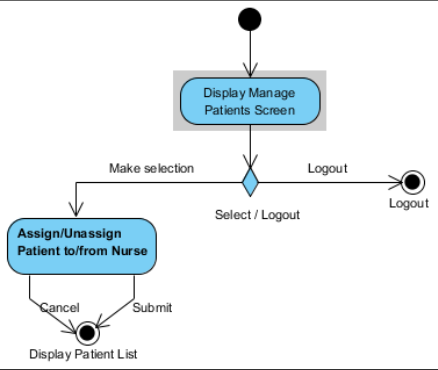 Display Manage
Patients Screen
Make selection
Logout
Select / Logout
Logout
Assign/Unassign
Patient to/from Nurse
Cancel
Submit
Display Patient List